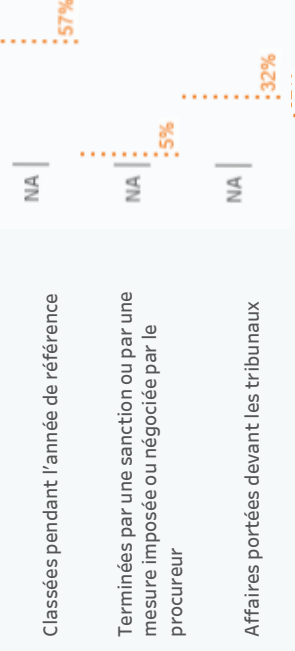 57%
NA
Classées pendant l'année de référence
5%
NA
Terminées par une sanction ou par une
mesure imposée ou négociée par le
procureur
32%
NA
Affaires portées devant les tribunaux